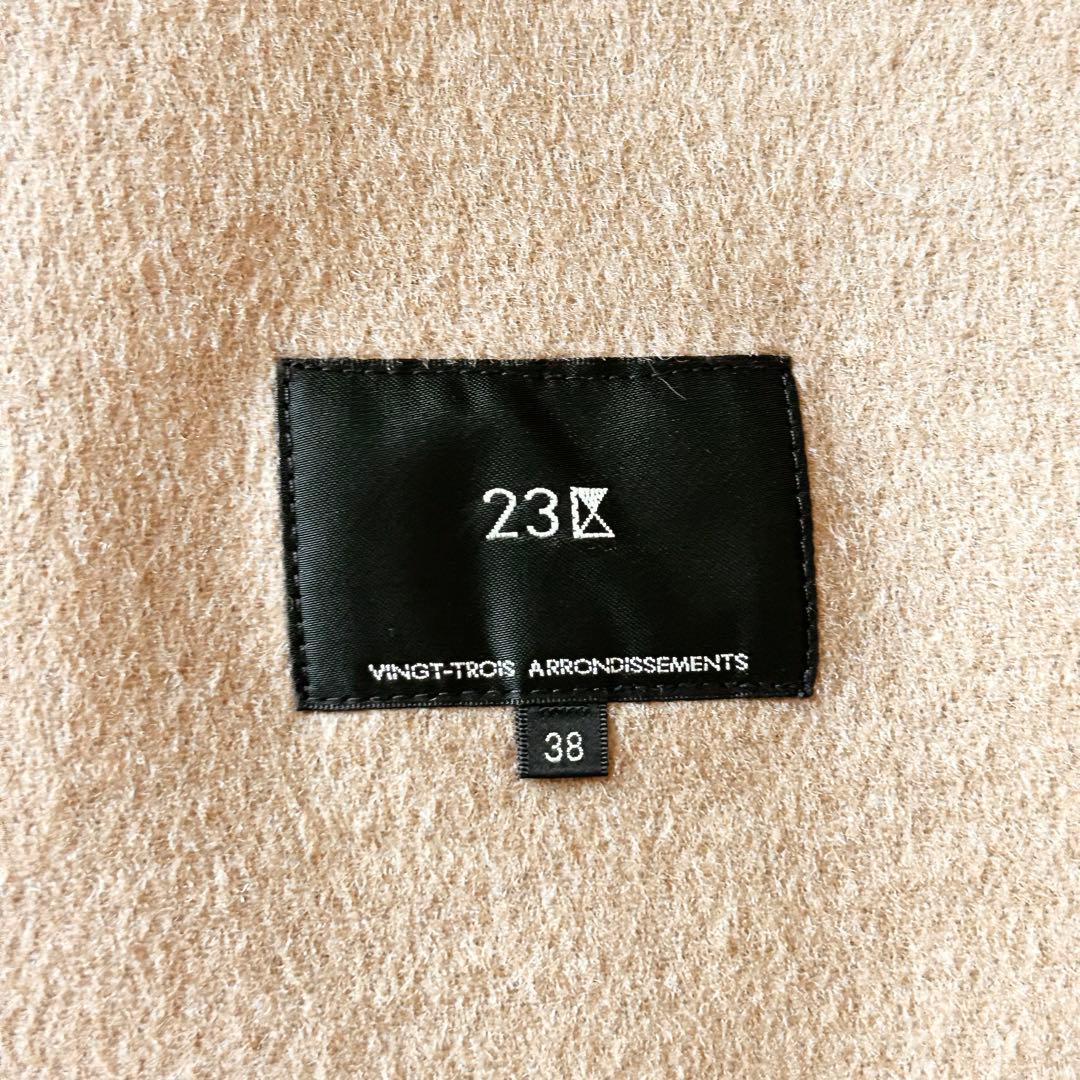 23区
VINGT-TROIS ARRONDISSEMENTS
38